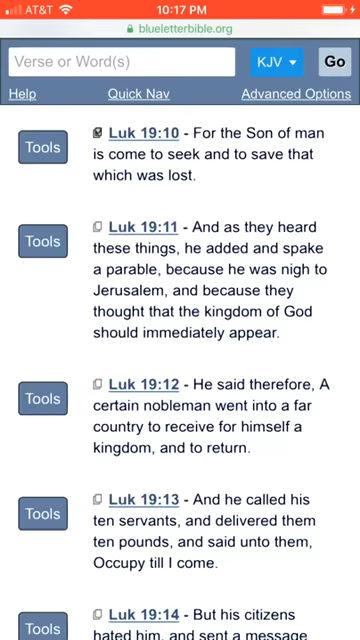 AT&T 10:17 PM
blueletterbible.org
Verse or Word(s) KJV Go
Help Quick Nav Advanced Options
Tools Luk 19:10 - For the Son of man
is come to seek and to save that
which was lost.
Tools Luk 19:11 - And as they heard
these things, he added and spake
a parable, because he was nigh to
Jerusalem, and because they
thought that the kingdom of God
should immediately appear.
Tools Luk 19:12 - He said therefore, A
certain nobleman went into a far
country to receive for himself a
kingdom, and to return.
Tools Luk 19:13 - And he called his
ten servants, and delivered them
ten pounds, and said unto them,
Occupy till I come.
Tools Luk 19:14 - But his citizens
hated him, and sent a message